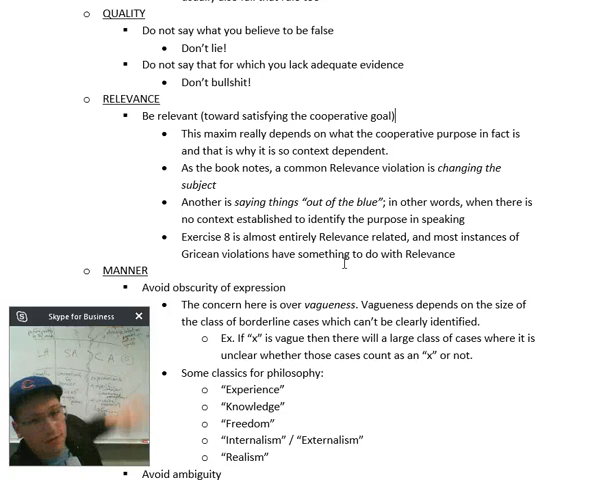 o QUALITY
▪ Do not say what you believe to be false
• Don't lie!
▪ Do not say that for which you lack adequate evidence
• Don't bullshit!
o RELEVANCE
▪ Be relevant (toward satisfying the cooperative goal)
• This maxim really depends on what the cooperative purpose in fact is
and that is why it is so context dependent.
• As the book notes, a common Relevance violation is changing the
subject
• Another is saying things “out of the blue”; in other words, when there is
no context established to identify the purpose in speaking
• Exercise 8 is almost entirely Relevance related, and most instances of
Gricean violations have something to do with Relevance
o MANNER
▪ Avoid obscurity of expression
• The concern here is over vagueness. Vagueness depends on the size of
the class of borderline cases which can't be clearly identified.
o Ex. If “x” is vague then there will a large class of cases where it is
unclear whether those cases count as an “x” or not.
• Some classics for philosophy:
o “Experience”
o “Knowledge”
o “Freedom”
o “Internalism” / “Externalism”
o “Realism”
▪ Avoid ambiguity
Skype for Business
SA
CA